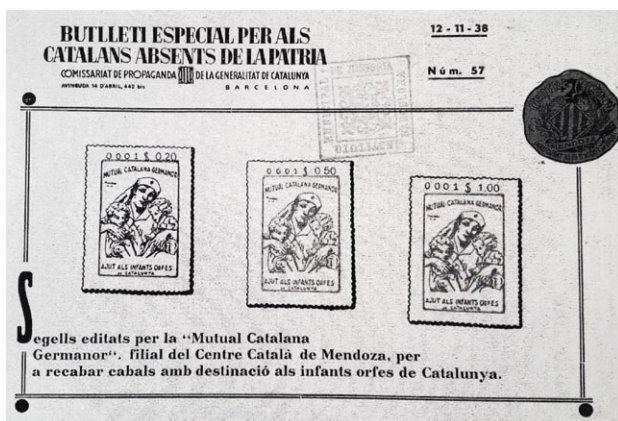 BUTLLETI ESPECIAL PER ALS
CATALANS ABSENTS DE LA PATRIA
COMISSARIAT DE PROPAGANDA DE LA GENERALITAT DE CATALUNYA
AVINGUDA 14 D'ABRIL, 442 bis BARCELONA
12-11-38
Núm. 57
0001 $ 0.20
MUTUAL CATALANA GERMANOR
AJUT ALS INFANTS ORFES
DE CATALUNYA
0001 $ 0.50
MUTUAL CATALANA GERMANOR
AJUT ALS INFANTS ORFES
DE CATALUNYA
0001 $ 1.00
MUTUAL CATALANA GERMANOR
AJUT ALS INFANTS ORFES
DE CATALUNYA
Segells editats per la “Mutual Catalana
Germanor“. filial del Centre Català de Mendoza, per
a recabar cabals amb destinació als infants orfes de Catalunya.